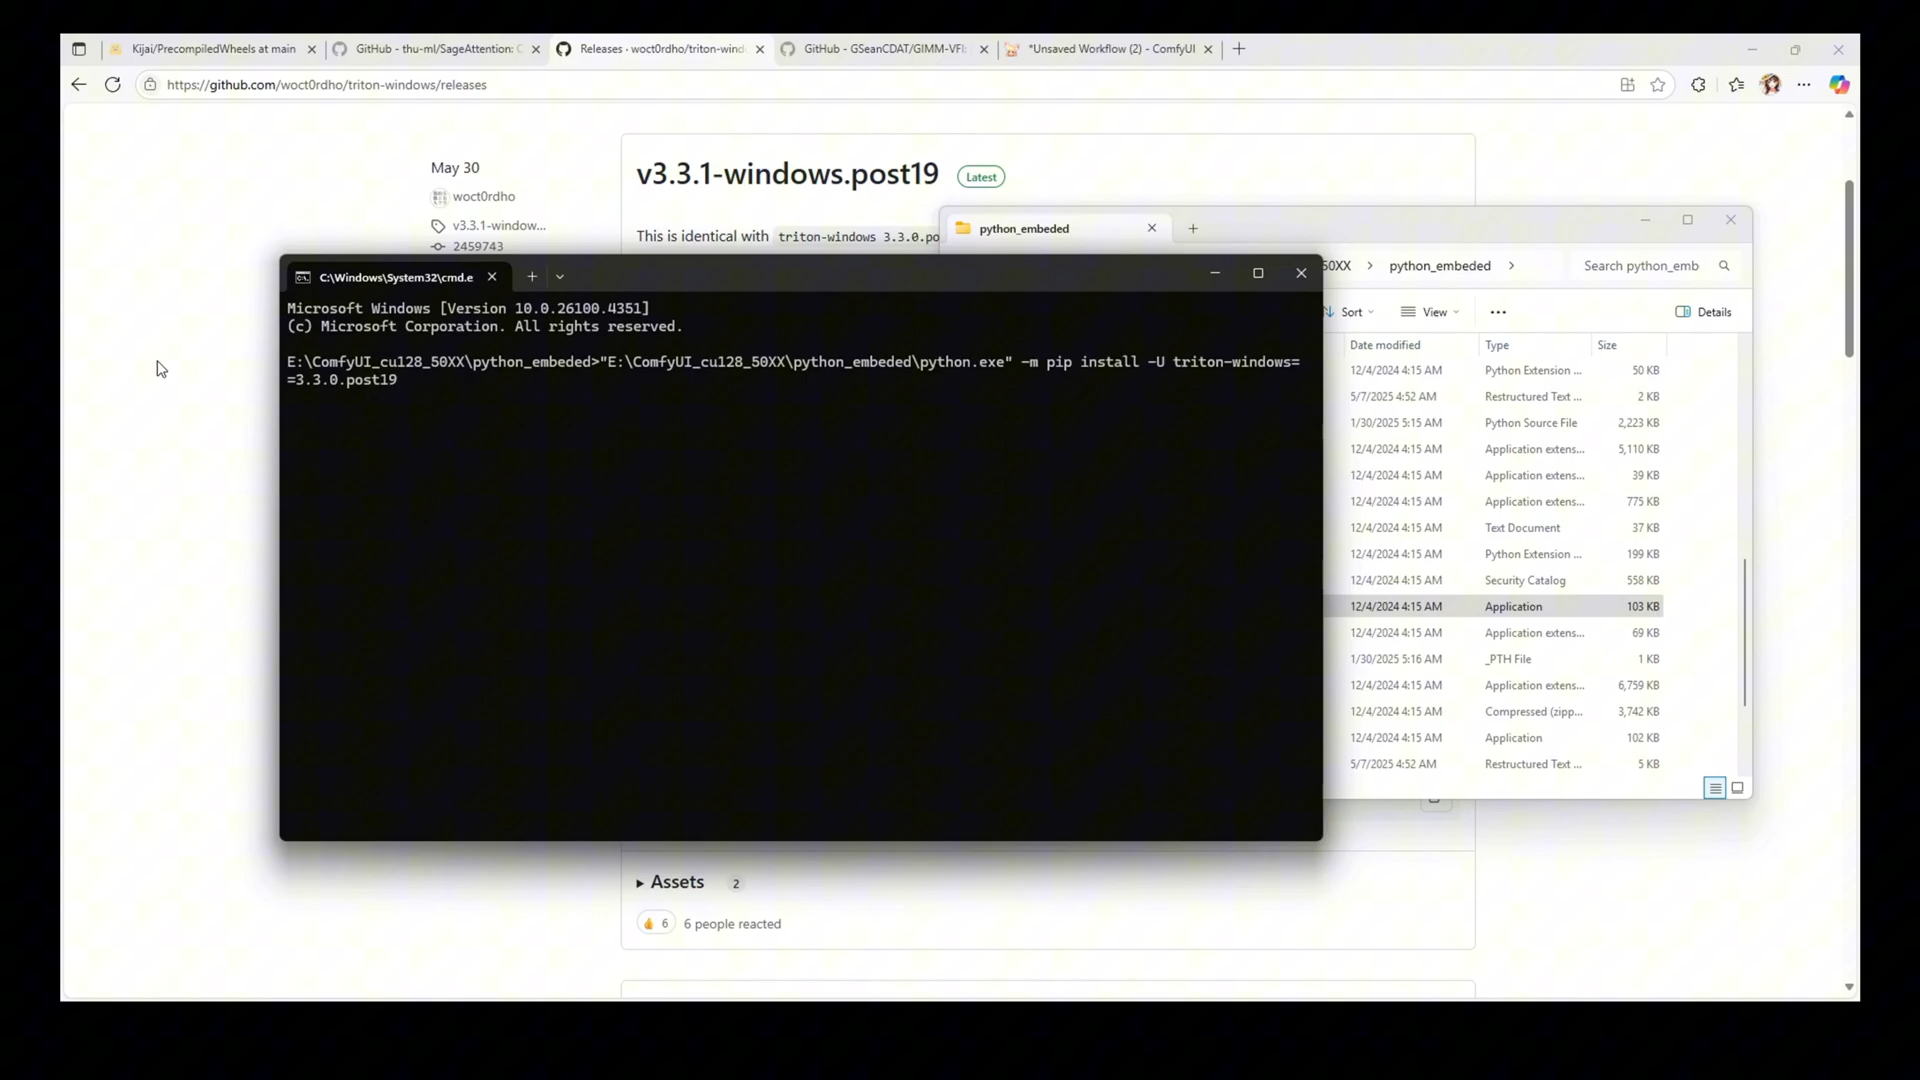 Kijai/PrecompiledWheels at main
GitHub - thu-ml/SageAttention: C
Releases · woct0rdho/triton-wind
GitHub - GSeanCDAT/GIMM-VFI:
*Unsaved Workflow (2) - ComfyUI
https://github.com/woct0rdho/triton-windows/releases
May 30
woct0rdho
v3.3.1-window...
2459743
v3.3.1-windows.post19
Latest
This is identical with triton-windows 3.3.0.po
python_embeded
50XX > python_embeded >
Search python_emb
Sort
View
Details
C:\Windows\System32\cmd.e
Microsoft Windows [Version 10.0.26100.4351]
(c) Microsoft Corporation. All rights reserved.
E:\ComfyUI_cu128_50XX\python_embeded>"E:\ComfyUI_cu128_50XX\python_embeded\python.exe" -m pip install -U triton-windows=
=3.3.0.post19
Date modified Type Size
12/4/2024 4:15 AM Python Extension ... 50 KB
5/7/2025 4:52 AM Restructured Text ... 2 KB
1/30/2025 5:15 AM Python Source File 2,223 KB
12/4/2024 4:15 AM Application extens... 5,110 KB
12/4/2024 4:15 AM Application extens... 39 KB
12/4/2024 4:15 AM Application extens... 775 KB
12/4/2024 4:15 AM Text Document 37 KB
12/4/2024 4:15 AM Python Extension ... 199 KB
12/4/2024 4:15 AM Security Catalog 558 KB
12/4/2024 4:15 AM Application 103 KB
12/4/2024 4:15 AM Application extens... 69 KB
1/30/2025 5:16 AM _PTH File 1 KB
12/4/2024 4:15 AM Application extens... 6,759 KB
12/4/2024 4:15 AM Compressed (zipp... 3,742 KB
12/4/2024 4:15 AM Application 102 KB
5/7/2025 4:52 AM Restructured Text ... 5 KB
Assets 2
6 6 people reacted